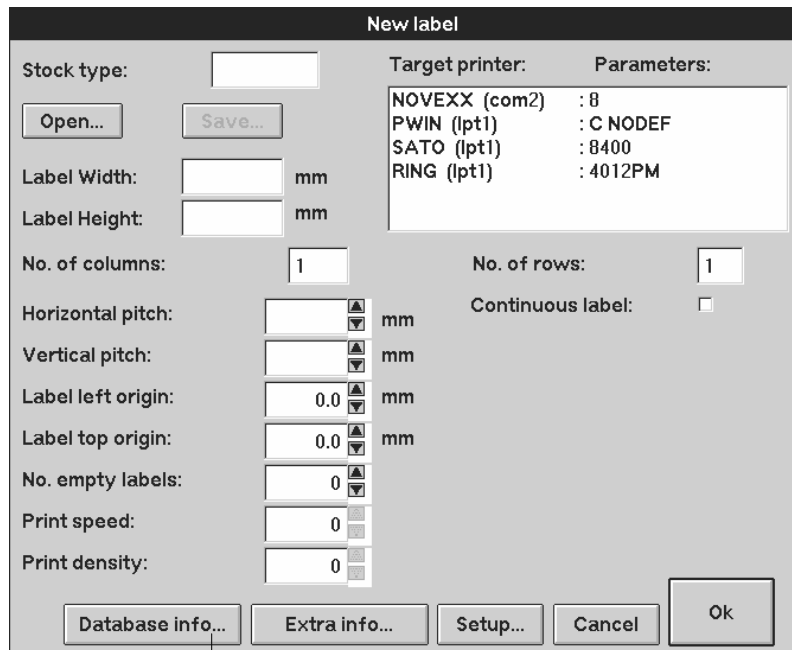 New label
Stock type:
Target printer: Parameters:
NOVEXX (com2) : 8
PWIN (lpt1) : C NODEF
SATO (lpt1) : 8400
RING (lpt1) : 4012PM
Open... Save...
Label Width: mm
Label Height: mm
No. of columns: 1 No. of rows: 1
Horizontal pitch: mm Continuous label:
Vertical pitch: mm
Label left origin: 0.0 mm
Label top origin: 0.0 mm
No. empty labels: 0
Print speed: 0
Print density: 0
Database info... Extra info... Setup... Cancel Ok